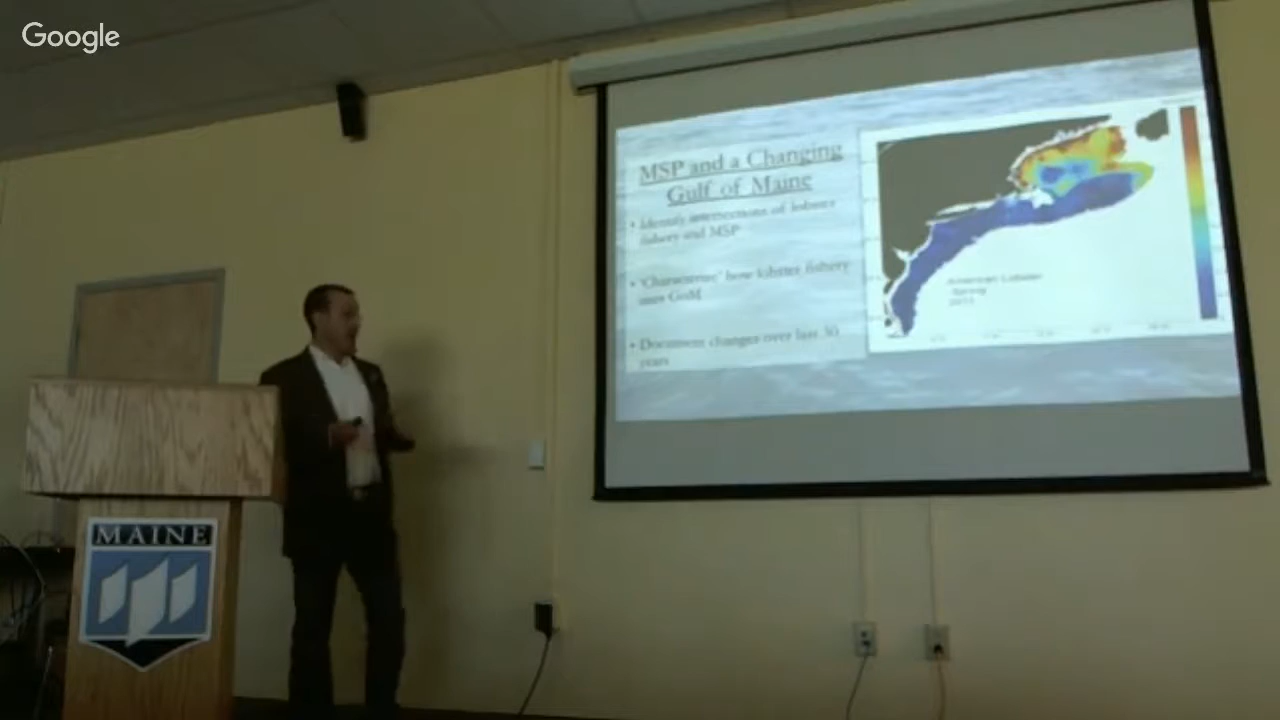 Google
MSP and a Changing
Gulf of Maine
• Identify intersections of lobster
fishery and MSP
• 'Characterize' how lobster fishery
uses GoM
• Document changes over last 30
years
American Lobster
Spring
MAINE